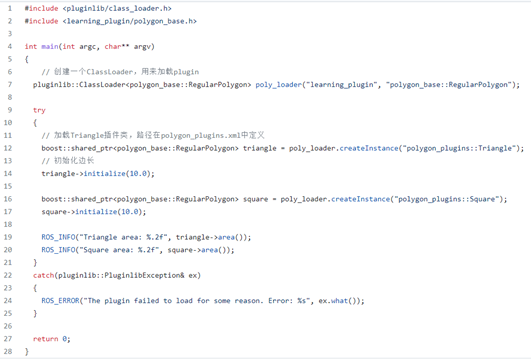 1 #include <pluginlib/class_loader.h>
2 #include <learning_plugin/polygon_base.h>
3
4 int main(int argc, char** argv)
5 {
6 // 创建一个ClassLoader，用来加载plugin
7 pluginlib::ClassLoader<polygon_base::RegularPolygon> poly_loader("learning_plugin", "polygon_base::RegularPolygon");
8
9 try
10 {
11 // 加载Triangle插件类，路径在polygon_plugins.xml中定义
12 boost::shared_ptr<polygon_base::RegularPolygon> triangle = poly_loader.createInstance("polygon_plugins::Triangle");
13 // 初始化边长
14 triangle->initialize(10.0);
15
16 boost::shared_ptr<polygon_base::RegularPolygon> square = poly_loader.createInstance("polygon_plugins::Square");
17 square->initialize(10.0);
18
19 ROS_INFO("Triangle area: %.2f", triangle->area());
20 ROS_INFO("Square area: %.2f", square->area());
21 }
22 catch(pluginlib::PluginlibException& ex)
23 {
24 ROS_ERROR("The plugin failed to load for some reason. Error: %s", ex.what());
25 }
26
27 return 0;
28 }